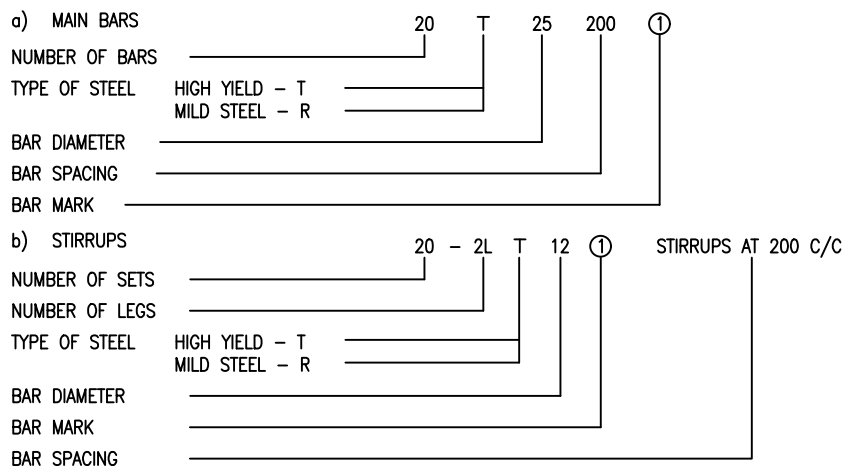 a) MAIN BARS 20 T 25 200 1
NUMBER OF BARS
TYPE OF STEEL HIGH YIELD - T
MILD STEEL - R
BAR DIAMETER
BAR SPACING
BAR MARK
b) STIRRUPS 20 - 2L T 12 1 STIRRUPS AT 200 C/C
NUMBER OF SETS
NUMBER OF LEGS
TYPE OF STEEL HIGH YIELD - T
MILD STEEL - R
BAR DIAMETER
BAR MARK
BAR SPACING